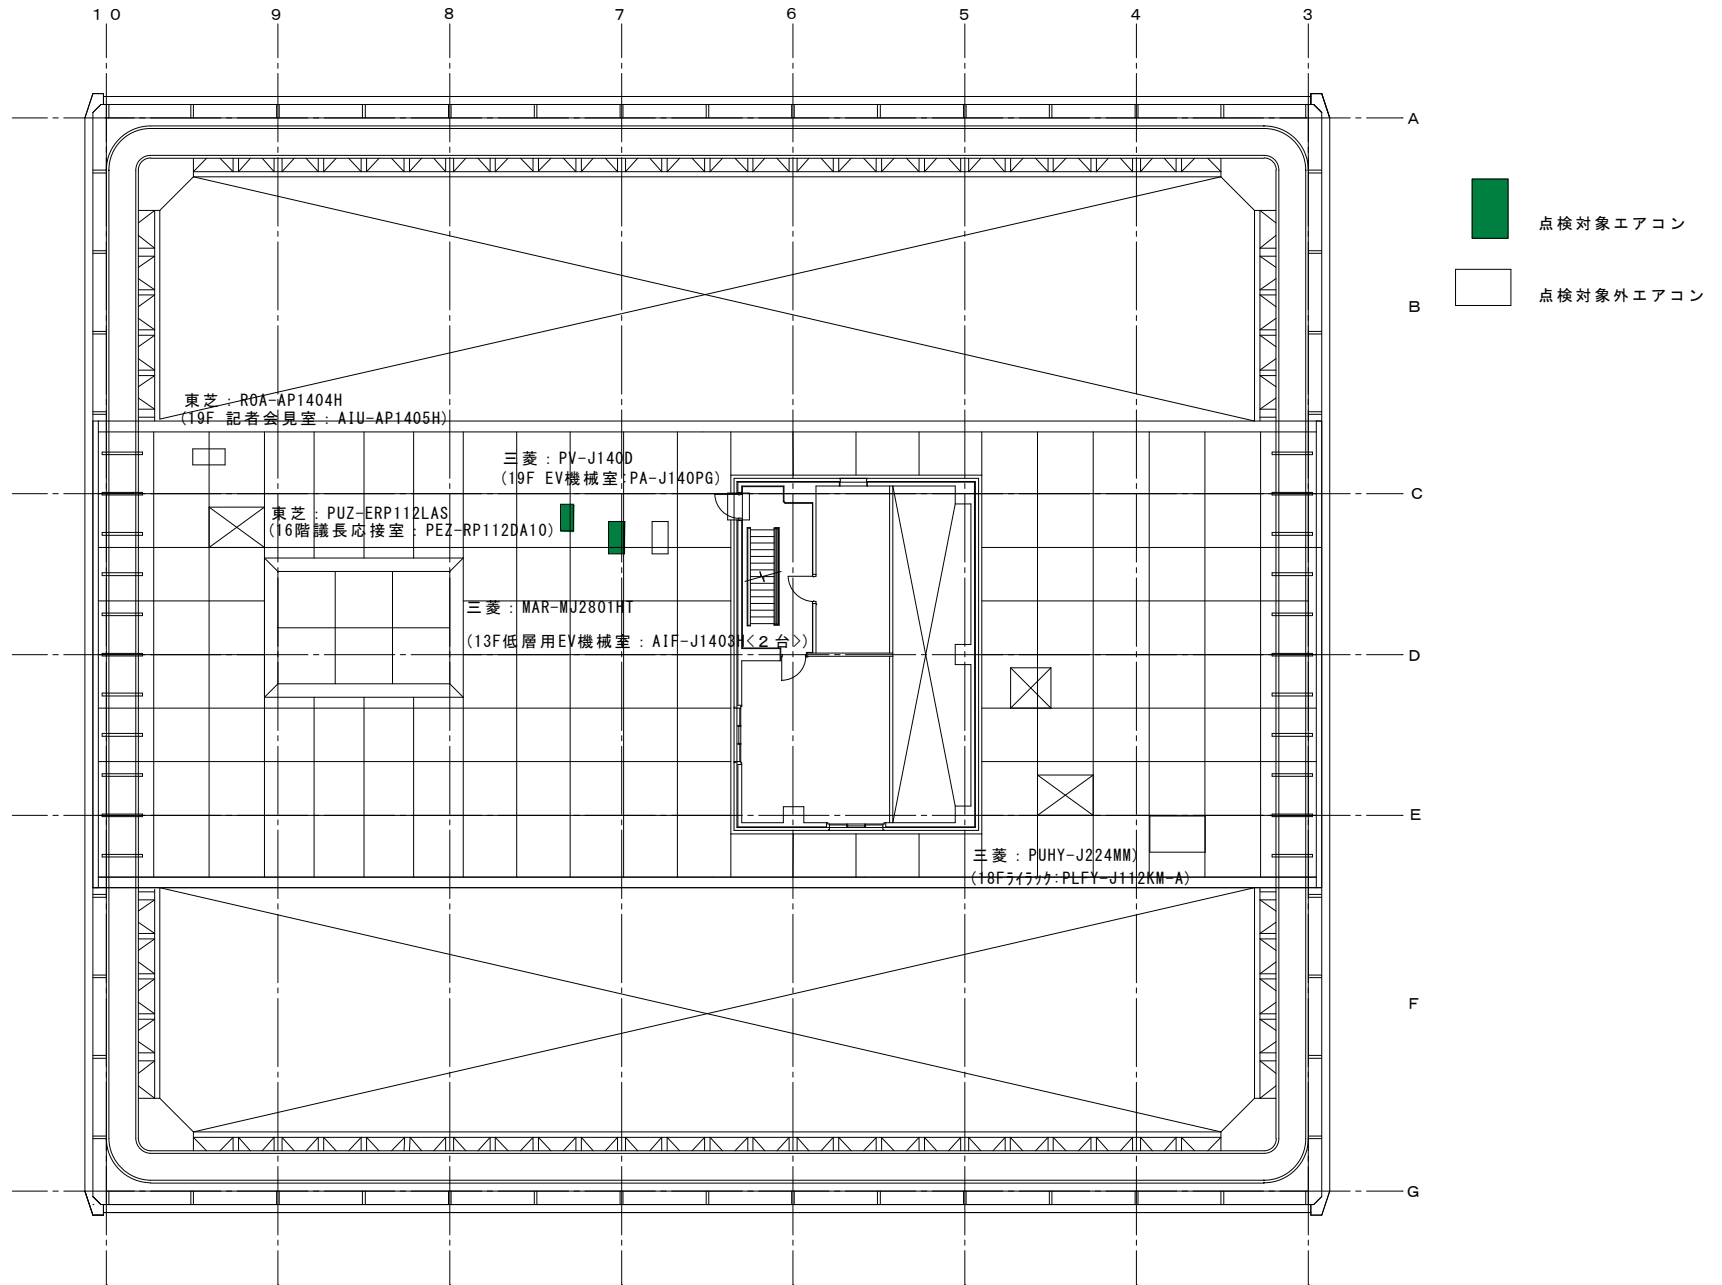 10 9 8 7 6 5 4 3
A
点検対象エアコン
点検対象外エアコン
B
東芝：ROA-AP1404H
(19F 記者会見室：AIU-AP1405H)
三菱：PV-J140D
(19F EV機械室:PA-J140PG)
C
東芝：PUZ-ERP112LAS
(16階議長応接室：PEZ-RP112DA10)
三菱：MAR-MJ2801HT
(13F低層用EV機械室：AIF-J1403H<2台>)
D
E
三菱：PUHY-J224MM)
(18Fﾗｲﾗｯｸ:PLFY-J112KM-A)
F
G